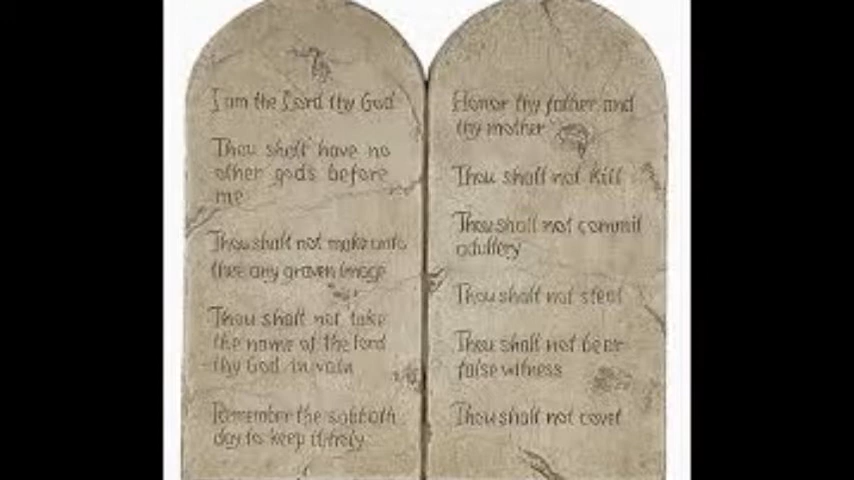 I am the Lord thy God
Thou shalt have no
other gods before
me
Thou shalt not make unto
thee any graven image
Thou shalt not take
the name of the Lord
thy God in vain
Remember the sabbath
day to keep it holy
Honor thy father and
thy mother
Thou shalt not kill
Thou shalt not commit
adultery
Thou shalt not steal
Thou shalt not bear
false witness
Thou shalt not covet